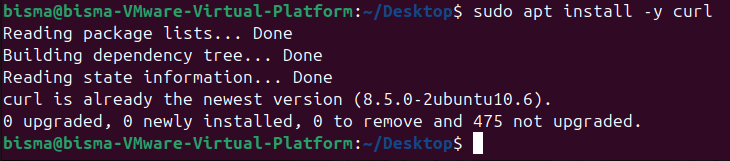 bisma@bisma-VMware-Virtual-Platform:~/Desktop$ sudo apt install -y curl
Reading package lists... Done
Building dependency tree... Done
Reading state information... Done
curl is already the newest version (8.5.0-2ubuntu10.6).
0 upgraded, 0 newly installed, 0 to remove and 475 not upgraded.
bisma@bisma-VMware-Virtual-Platform:~/Desktop$